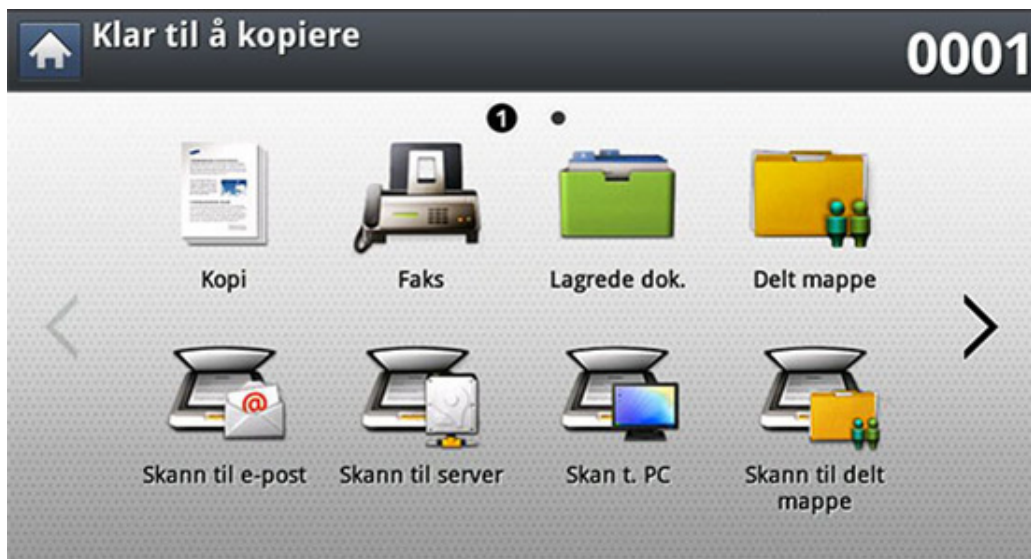 Klar til å kopiere
0001
1
Kopi
Faks
Lagrede dok.
Delt mappe
Skann til e-post
Skann til server
Skan t. PC
Skann til delt
mappe